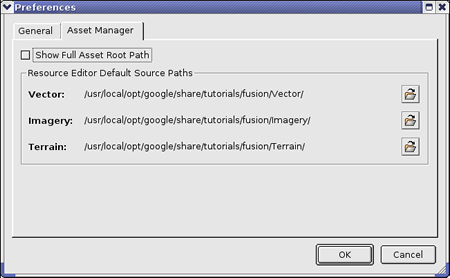 Preferences
General Asset Manager
Show Full Asset Root Path
Resource Editor Default Source Paths
Vector: /usr/local/opt/google/share/tutorials/fusion/Vector/
Imagery: /usr/local/opt/google/share/tutorials/fusion/Imagery/
Terrain: /usr/local/opt/google/share/tutorials/fusion/Terrain/
OK Cancel